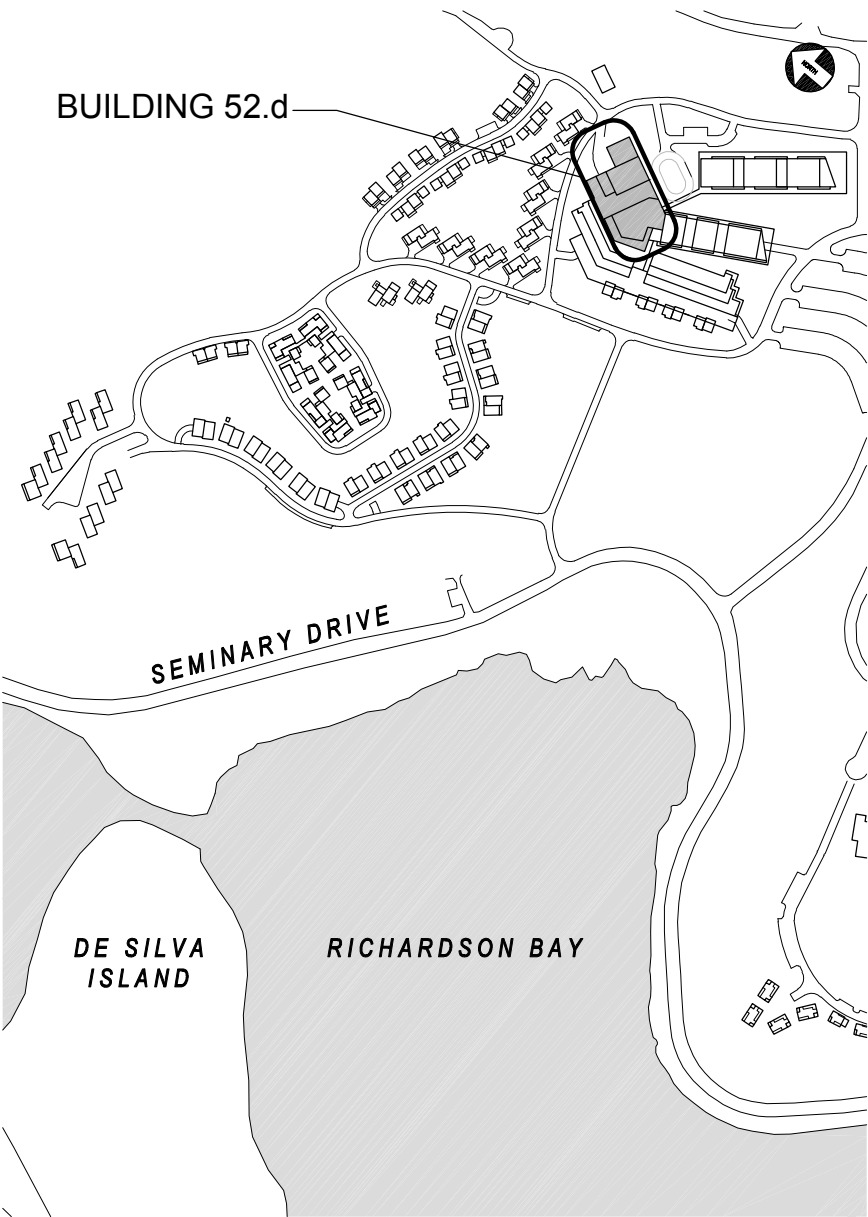 NORTH
BUILDING 52.d
SEMINARY DRIVE
DE SILVA
ISLAND
RICHARDSON BAY